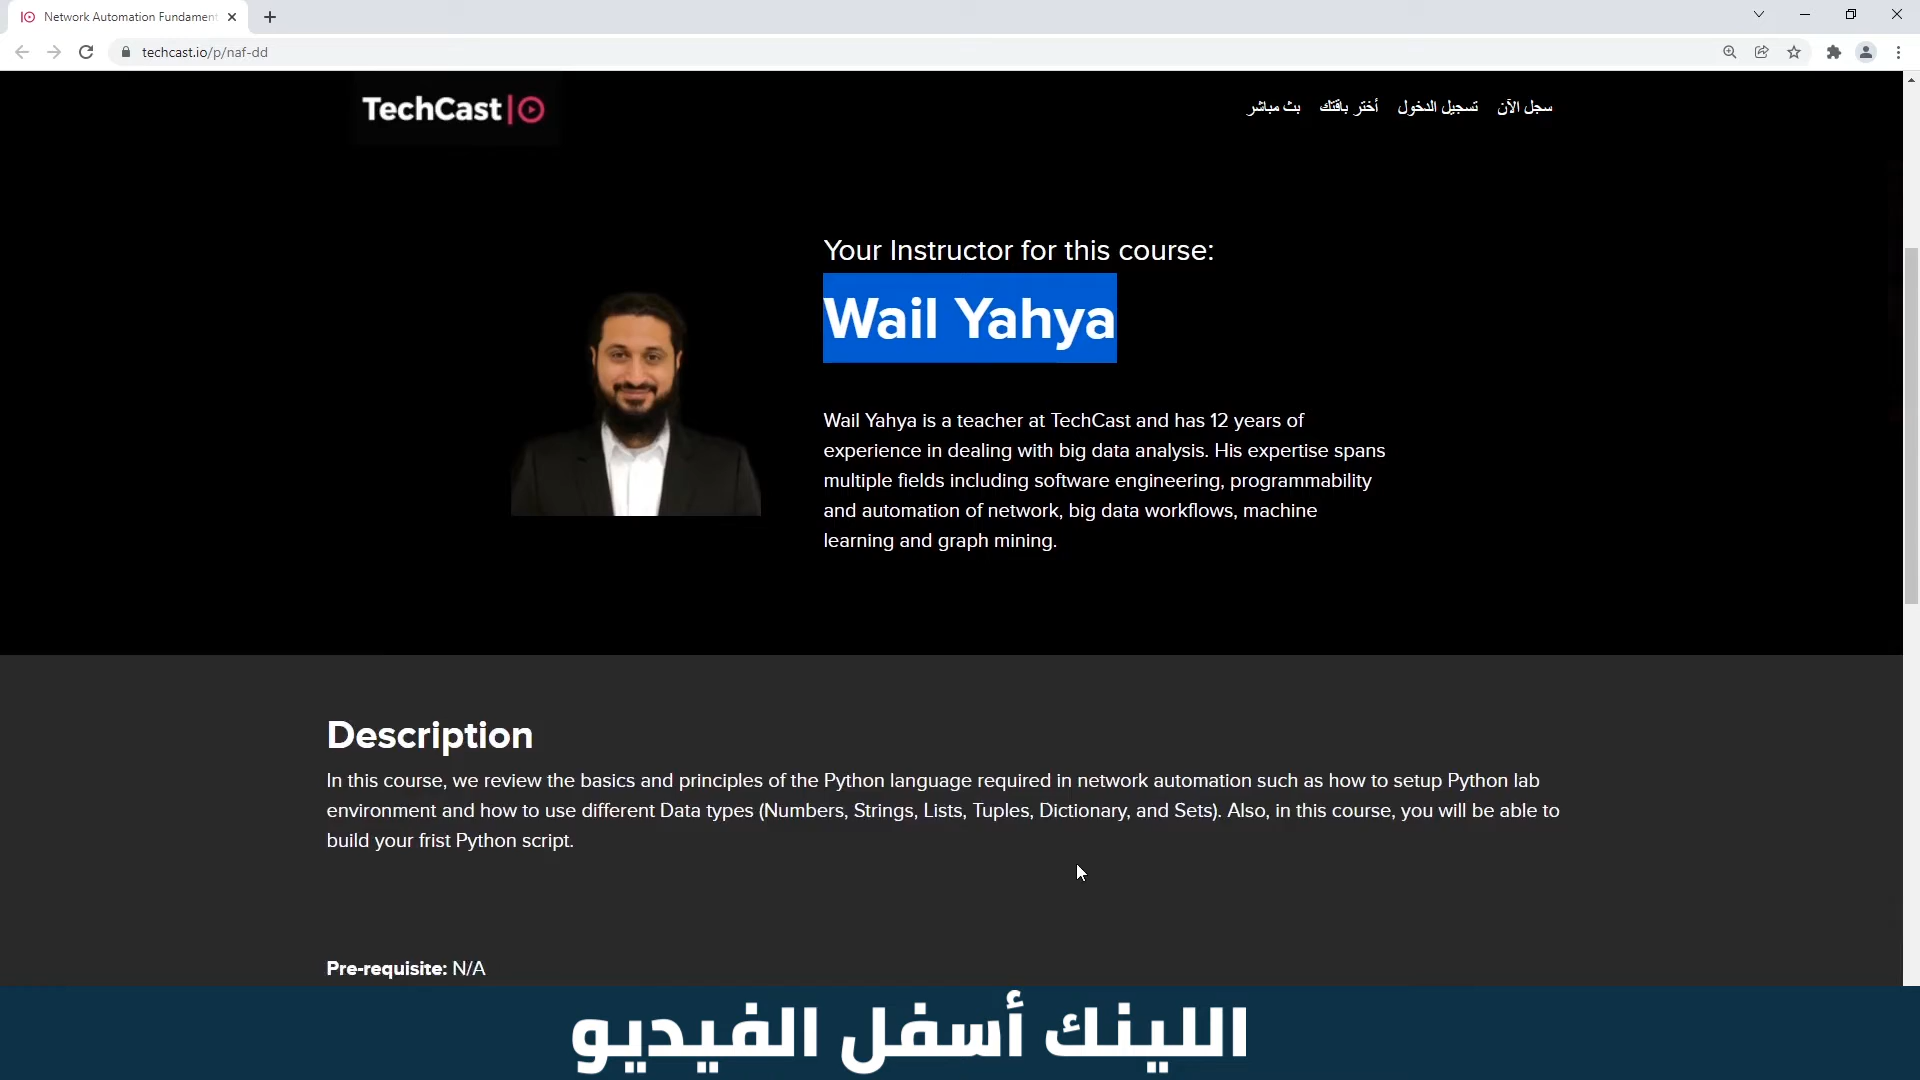 Network Automation Fundament
techcast.io/p/naf-dd
TechCast
سجل الآن تسجيل الدخول أختر باقتك بث مباشر
Your Instructor for this course:
Wail Yahya
Wail Yahya is a teacher at TechCast and has 12 years of
experience in dealing with big data analysis. His expertise spans
multiple fields including software engineering, programmability
and automation of network, big data workflows, machine
learning and graph mining.
Description
In this course, we review the basics and principles of the Python language required in network automation such as how to setup Python lab
environment and how to use different Data types (Numbers, Strings, Lists, Tuples, Dictionary, and Sets). Also, in this course, you will be able to
build your frist Python script.
Pre-requisite: N/A
اللينك أسفل الفيديو